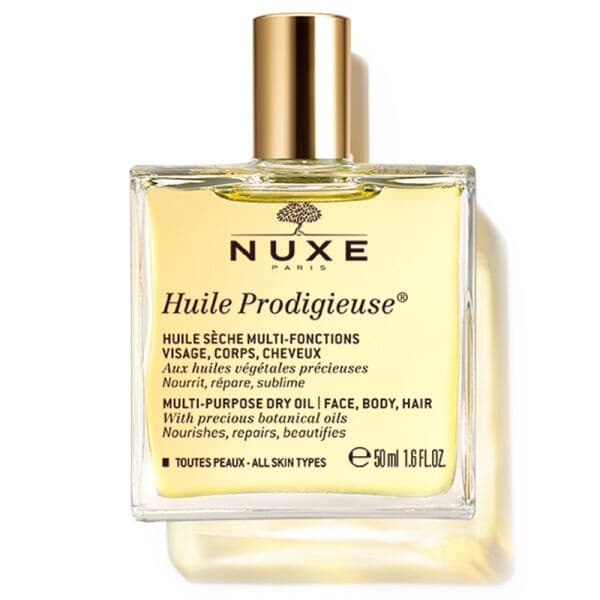 NUXE
PARIS
Huile Prodigieuse®
HUILE SÈCHE MULTI-FONCTIONS
VISAGE, CORPS, CHEVEUX
Aux huiles végétales précieuses
Nourrit, répare, sublime
MULTI-PURPOSE DRY OIL | FACE, BODY, HAIR
With precious botanical oils
Nourishes, repairs, beautifies
■ TOUTES PEAUX - ALL SKIN TYPES ℮ 50 ml 1.6 FL.OZ.